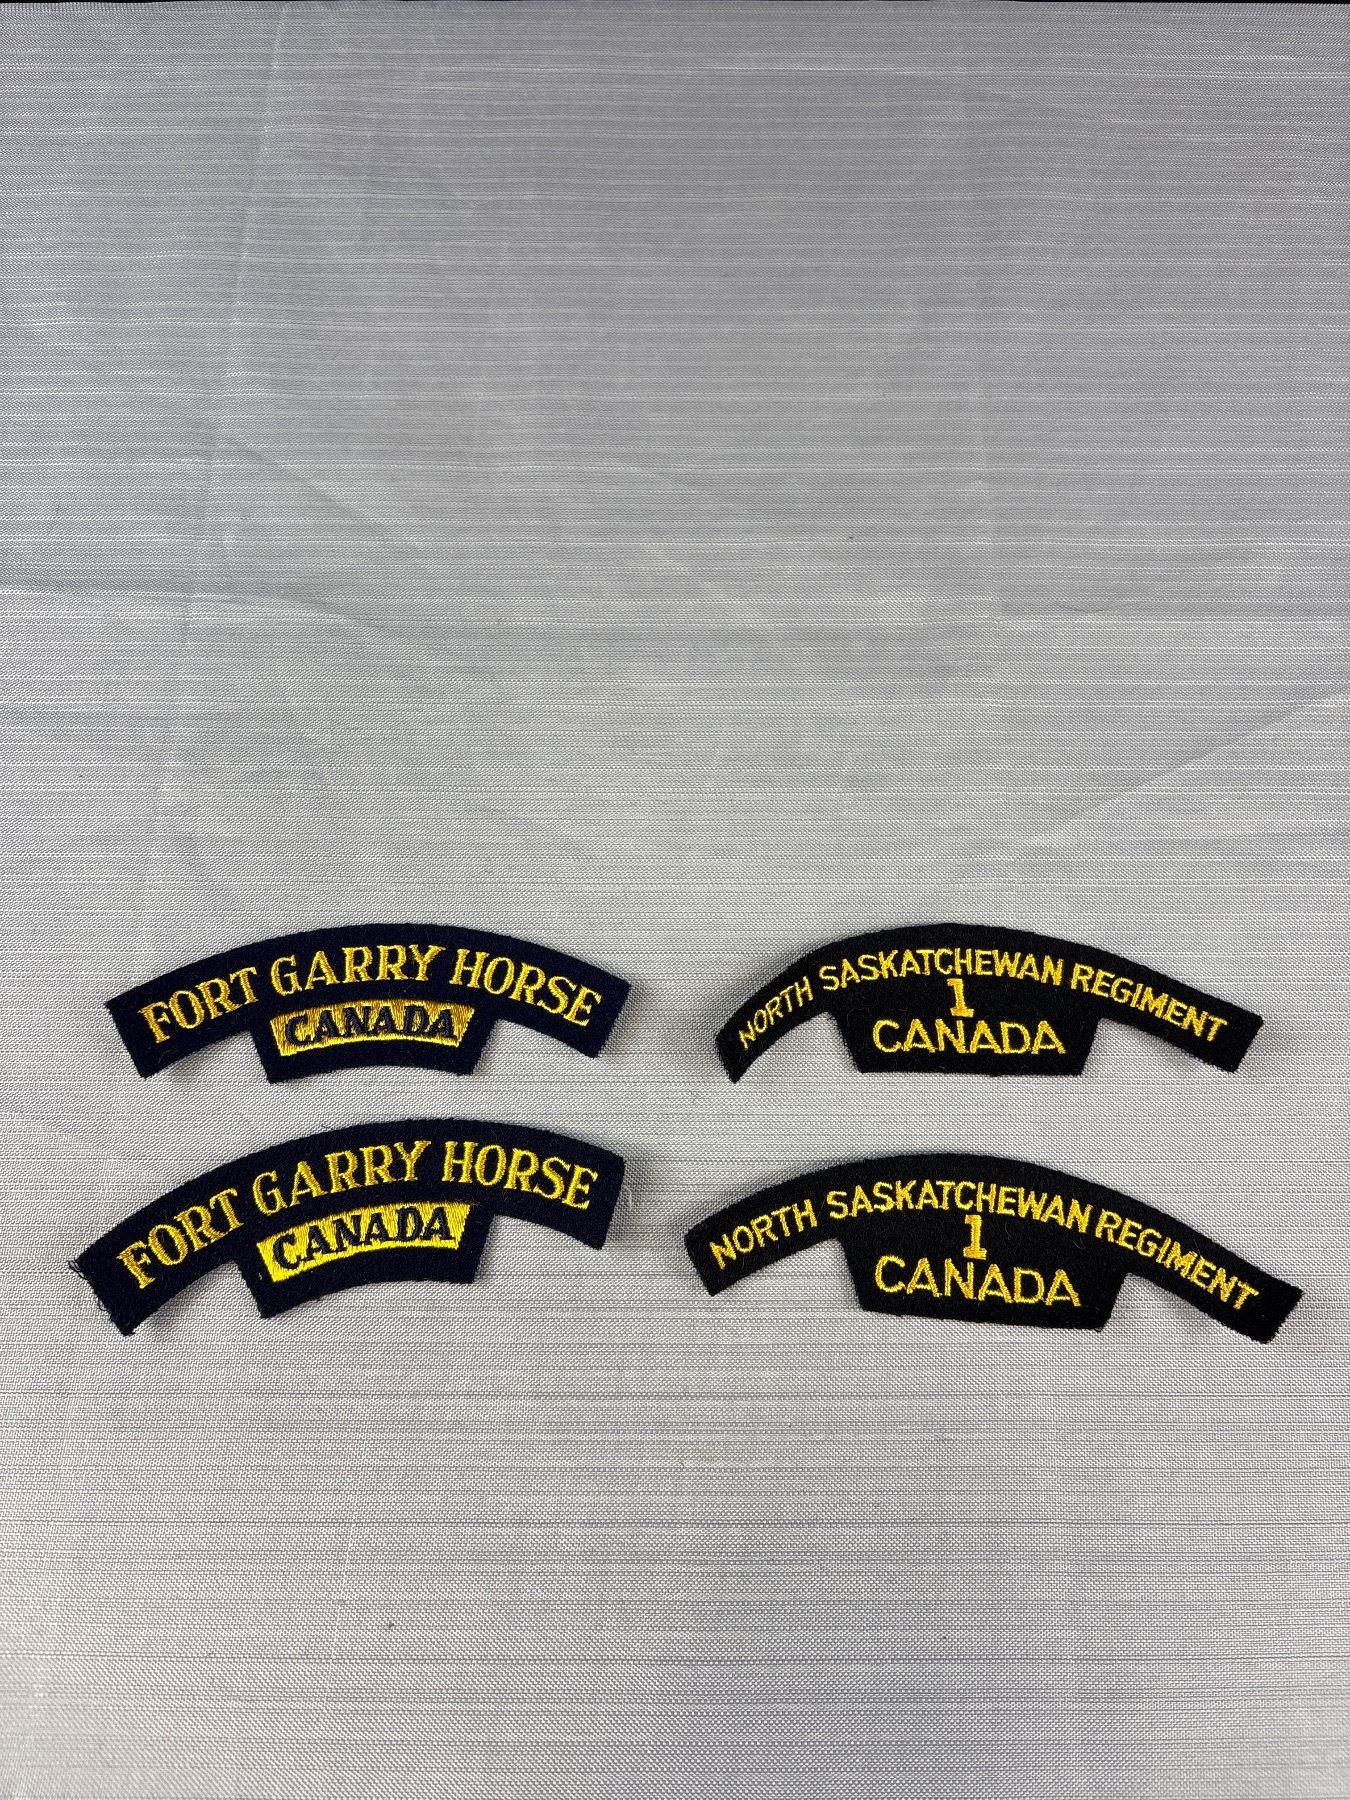 FORT GARRY HORSE
CANADA
NORTH SASKATCHEWAN REGIMENT
1
CANADA
FORT GARRY HORSE
CANADA
NORTH SASKATCHEWAN REGIMENT
1
CANADA